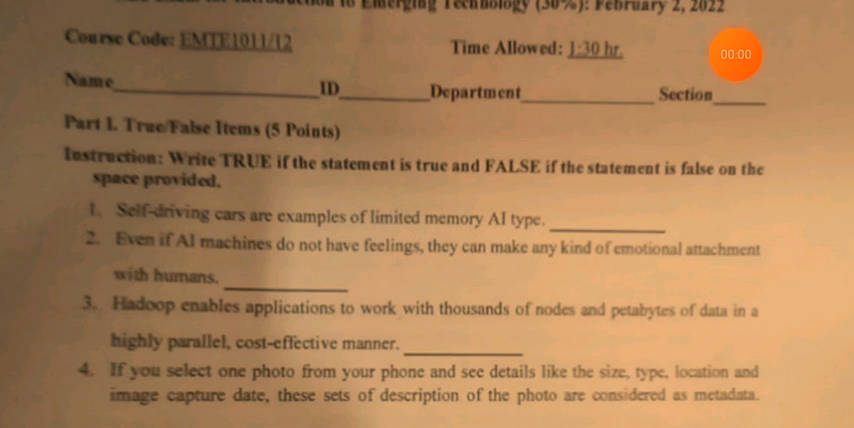 to Emerging Technology (30%): February 2, 2022
Course Code: EMTE1011/12
Time Allowed: 1:30 hr.
00:00
Name____ID____Department____Section____
Part I. True/False Items (5 Points)
Instruction: Write TRUE if the statement is true and FALSE if the statement is false on the
space provided.
1. Self-driving cars are examples of limited memory AI type. ____
2. Even if AI machines do not have feelings, they can make any kind of emotional attachment
with humans. ____
3. Hadoop enables applications to work with thousands of nodes and petabytes of data in a
highly parallel, cost-effective manner. ____
4. If you select one photo from your phone and see details like the size, type, location and
image capture date, these sets of description of the photo are considered as metadata.